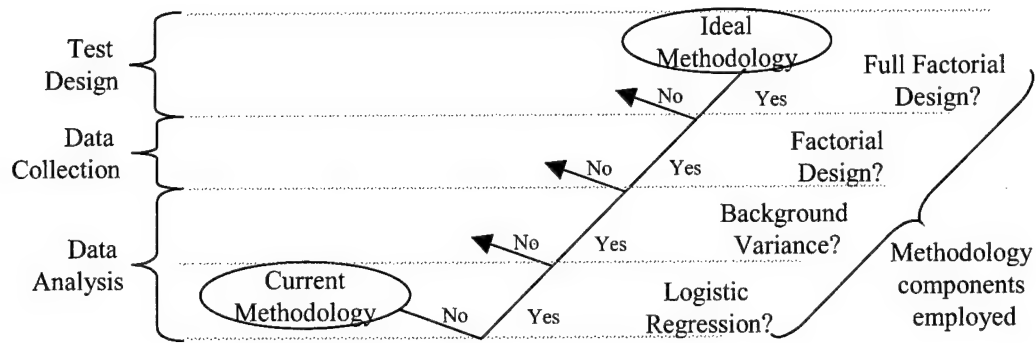 Test
Design
Ideal
Methodology
Full Factorial
Design?
No
Yes
Data
Collection
Factorial
Design?
No
Yes
Background
Variance?
No
Yes
Data
Analysis
Current
Methodology
Logistic
Regression?
No
Yes
Methodology
components
employed